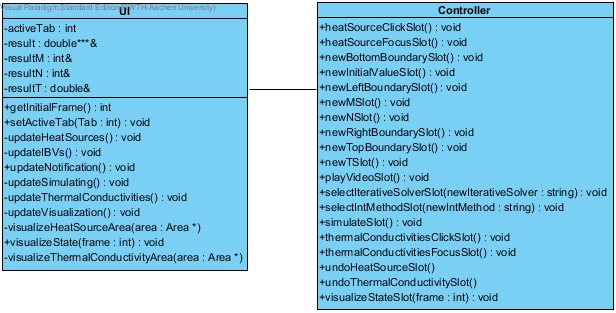 Visual Paradigm Standard Edition(RWTH Aachen University)
UI
-activeTab : int
-result : double***&
-resultM : int&
-resultN : int&
-resultT : double&
+getInitialFrame() : int
+setActiveTab(Tab : int) : void
-updateHeatSources() : void
-updateIBVs() : void
+updateNotification() : void
-updateSimulating() : void
-updateThermalConductivities() : void
-updateVisualization() : void
-visualizeHeatSourceArea(area : Area *)
+visualizeState(frame : int) : void
-visualizeThermalConductivityArea(area : Area *)
Controller
+heatSourceClickSlot() : void
+heatSourceFocusSlot() : void
+newBottomBoundarySlot() : void
+newInitialValueSlot() : void
+newLeftBoundarySlot() : void
+newMSlot() : void
+newNSlot() : void
+newRightBoundarySlot() : void
+newTopBoundarySlot() : void
+newTSlot() : void
+playVideoSlot() : void
+selectIterativeSolverSlot(newIterativeSolver : string) : void
+selectIntMethodSlot(newIntMethod : string) : void
+simulateSlot() : void
+thermalConductivitiesClickSlot() : void
+thermalConductivitiesFocusSlot() : void
+undoHeatSourceSlot()
+undoThermalConductivitySlot()
+visualizeStateSlot(frame : int) : void